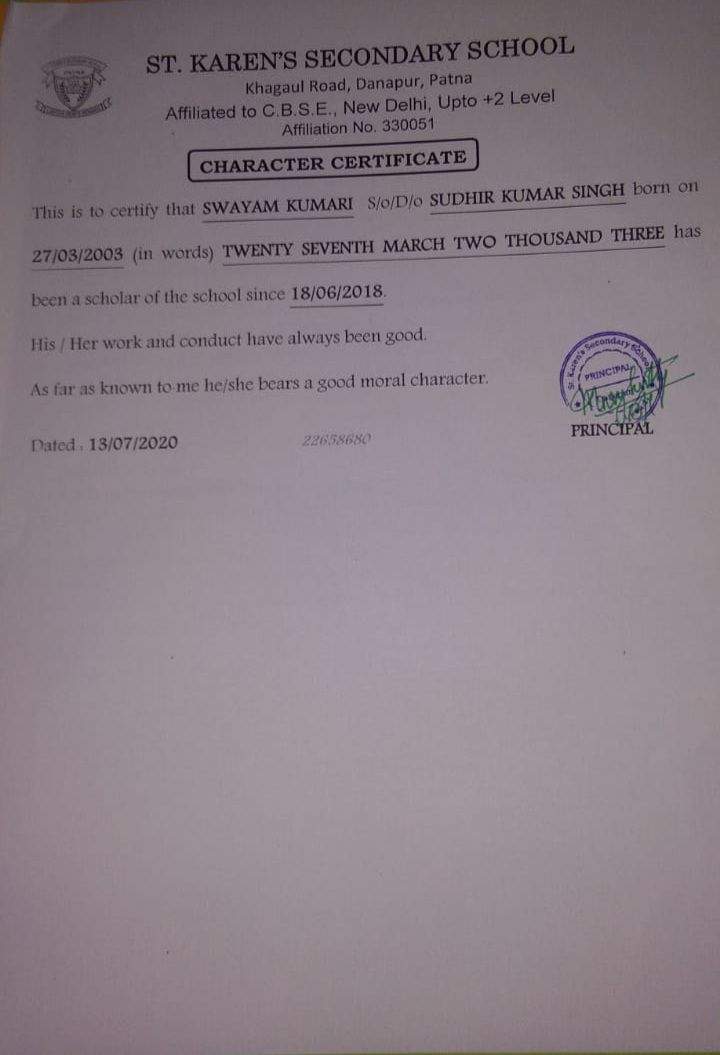 ST. KAREN'S SECONDARY SCHOOL
Khagaul Road, Danapur, Patna
Affiliated to C.B.S.E., New Delhi, Upto +2 Level
Affiliation No. 330051
CHARACTER CERTIFICATE
This is to certify that SWAYAM KUMARI S/o/D/o SUDHIR KUMAR SINGH born on
27/03/2003 (in words) TWENTY SEVENTH MARCH TWO THOUSAND THREE has
been a scholar of the school since 18/06/2018.
His / Her work and conduct have always been good.
As far as known to me he/she bears a good moral character.
St. Karen's Secondary School
PRINCIPAL
PRINCIPAL
Dated : 13/07/2020 22658680